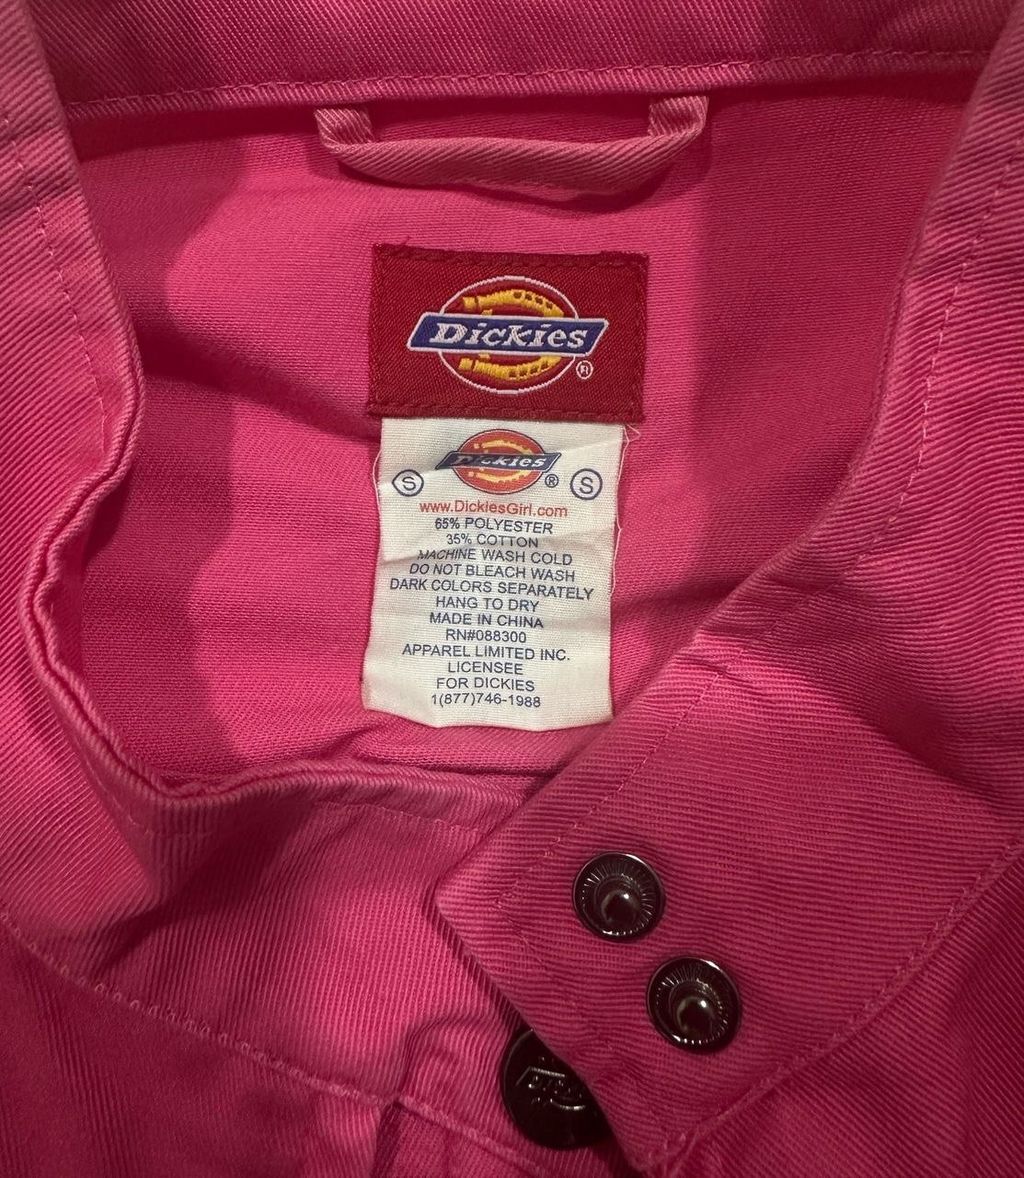 Dickies
®
Dickies
®
S
S
www.DickiesGirl.com
65% POLYESTER
35% COTTON
MACHINE WASH COLD
DO NOT BLEACH WASH
DARK COLORS SEPARATELY
HANG TO DRY
MADE IN CHINA
RN#088300
APPAREL LIMITED INC.
LICENSEE
FOR DICKIES
1(877)746-1988